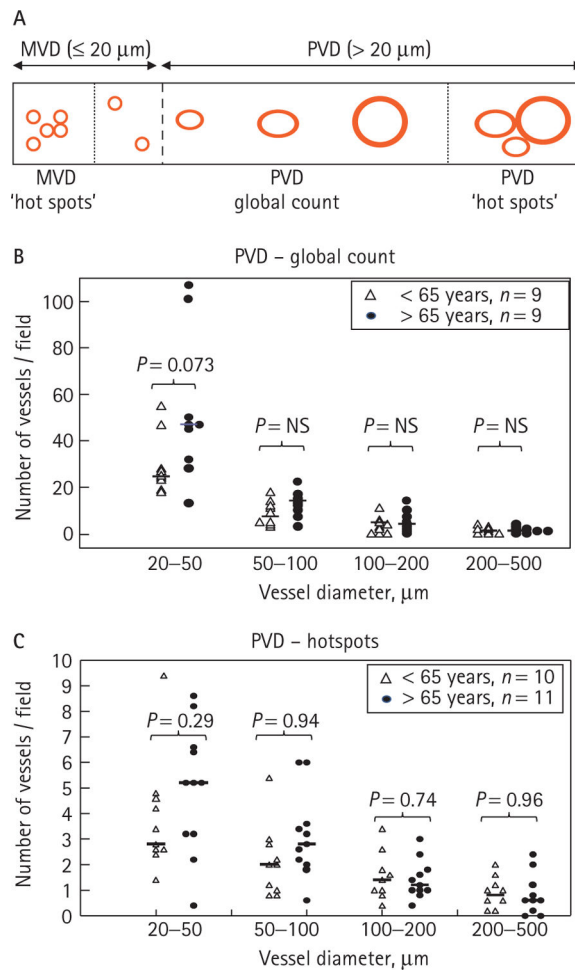 A
MVD (≤ 20 μm) PVD (> 20 μm)
MVD PVD PVD
'hot spots' global count 'hot spots'
B PVD – global count
< 65 years, n = 9
> 65 years, n = 9
Number of vessels / field
100
80
60
40
20
0
P = 0.073
P = NS P = NS P = NS
20–50 50–100 100–200 200–500
Vessel diameter, μm
C PVD – hotspots
< 65 years, n = 10
> 65 years, n = 11
Number of vessels / field
10
9
8
7
6
5
4
3
2
1
0
P = 0.29 P = 0.94
P = 0.74 P = 0.96
20–50 50–100 100–200 200–500
Vessel diameter, μm